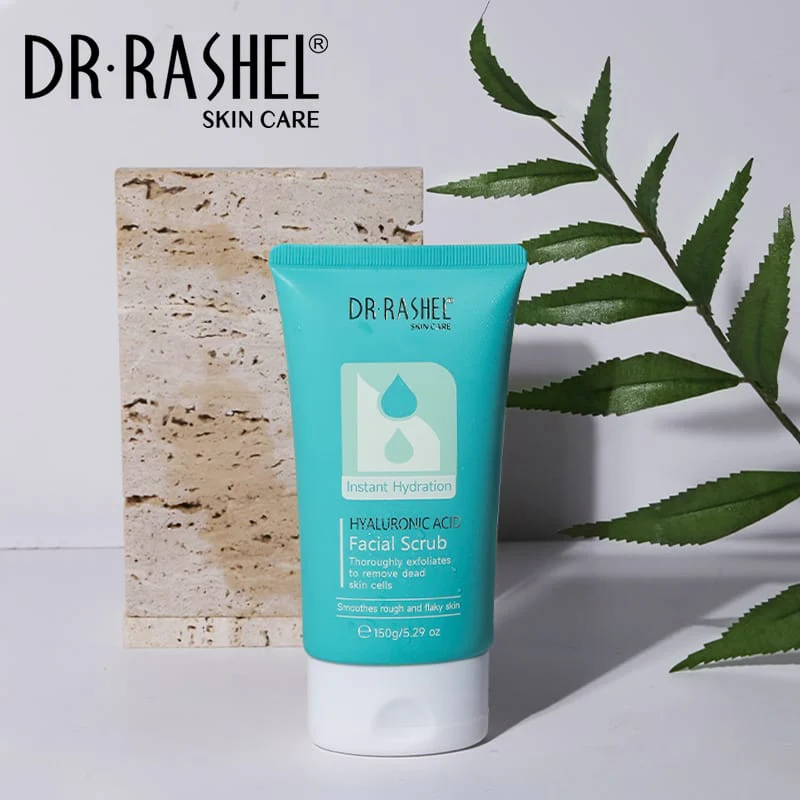 DR·RASHEL®
SKIN CARE
DR·RASHEL®
SKIN CARE
Instant Hydration
HYALURONIC ACID
Facial Scrub
Thoroughly exfoliates
to remove dead
skin cells
Smoothes rough and flaky skin
℮150g/5.29 oz